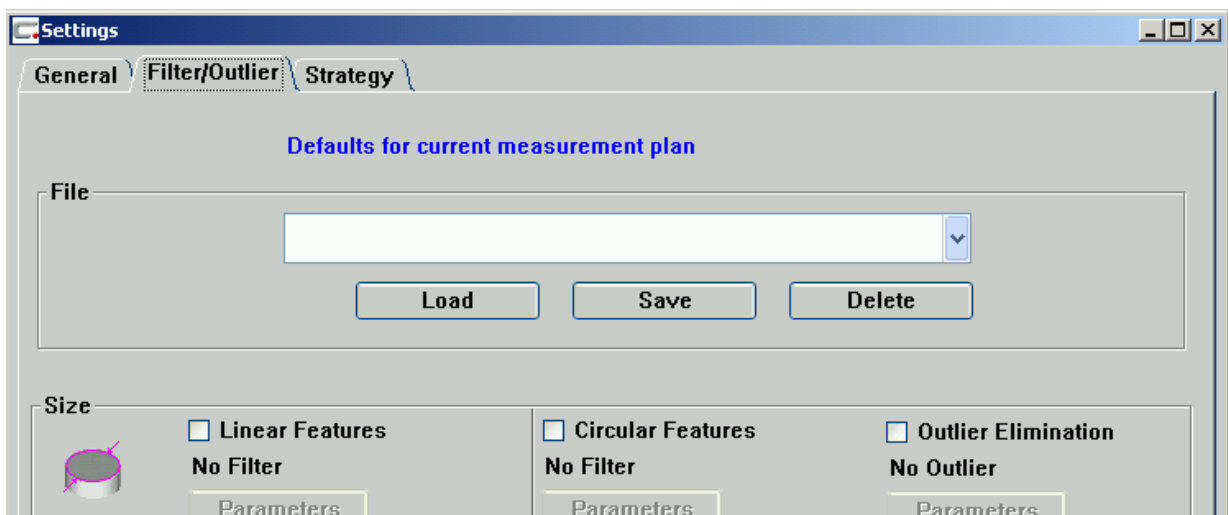 Settings
General Filter/Outlier Strategy
Defaults for current measurement plan
File
Load Save Delete
Size
Linear Features Circular Features Outlier Elimination
No Filter No Filter No Outlier
Parameters Parameters Parameters